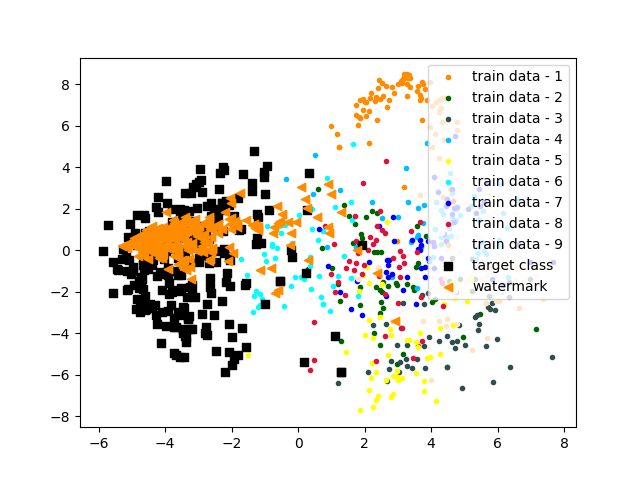 8
6
4
2
0
−2
−4
−6
−8
−6 −4 −2 0 2 4 6 8
train data - 1
train data - 2
train data - 3
train data - 4
train data - 5
train data - 6
train data - 7
train data - 8
train data - 9
target class
watermark